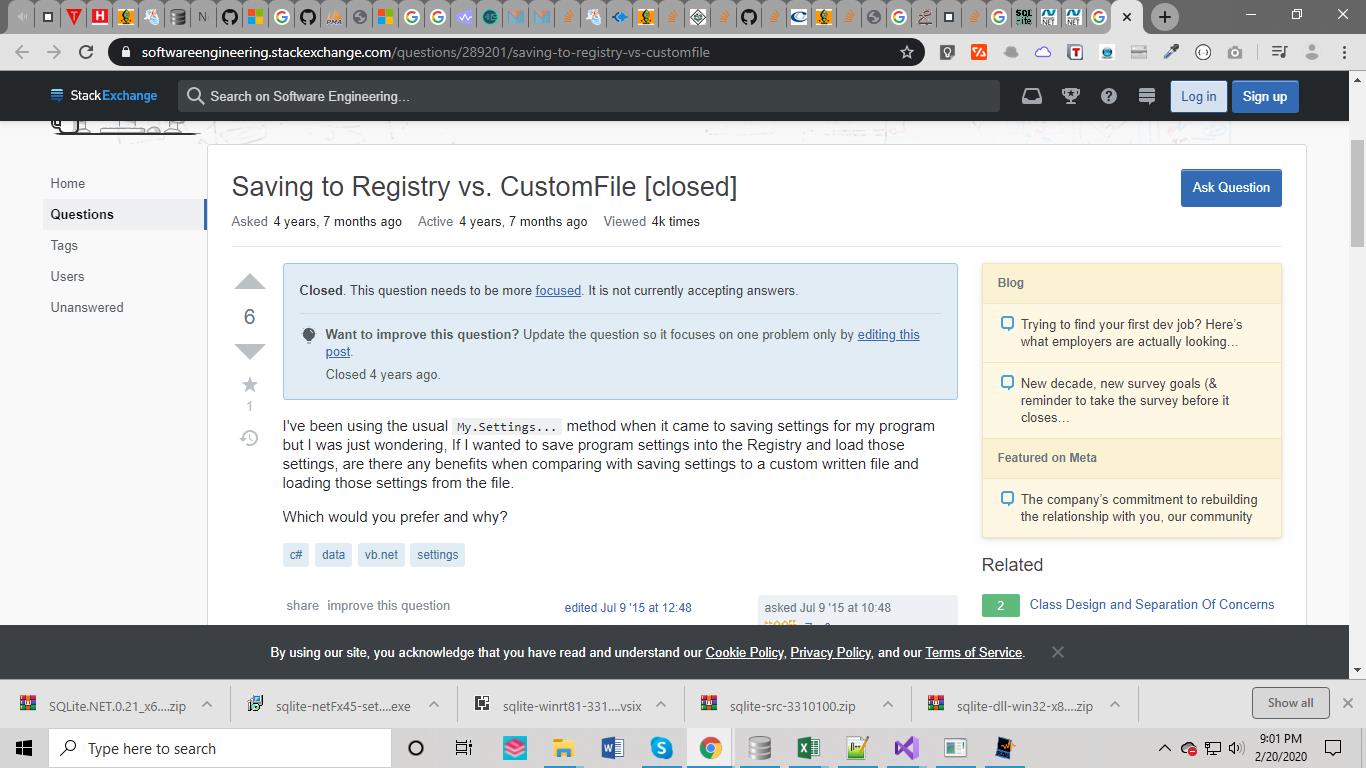 softwareengineering.stackexchange.com/questions/289201/saving-to-registry-vs-customfile
StackExchange
Search on Software Engineering...
Log in
Sign up
Home
Questions
Tags
Users
Unanswered
Saving to Registry vs. CustomFile [closed]
Ask Question
Asked 4 years, 7 months ago Active 4 years, 7 months ago Viewed 4k times
6
1
Closed. This question needs to be more focused. It is not currently accepting answers.
Want to improve this question? Update the question so it focuses on one problem only by editing this
post.
Closed 4 years ago.
I've been using the usual My.Settings... method when it came to saving settings for my program
but I was just wondering, If I wanted to save program settings into the Registry and load those
settings, are there any benefits when comparing with saving settings to a custom written file and
loading those settings from the file.
Which would you prefer and why?
c# data vb.net settings
share improve this question
edited Jul 9 '15 at 12:48
asked Jul 9 '15 at 10:48
Blog
Trying to find your first dev job? Here's
what employers are actually looking...
New decade, new survey goals (&
reminder to take the survey before it
closes...
Featured on Meta
The company's commitment to rebuilding
the relationship with you, our community
Related
2 Class Design and Separation Of Concerns
By using our site, you acknowledge that you have read and understand our Cookie Policy, Privacy Policy, and our Terms of Service.
SQLite.NET.0.21_x6....zip
sqlite-netFx45-set....exe
sqlite-winrt81-331....vsix
sqlite-src-3310100.zip
sqlite-dll-win32-x8....zip
Show all
Type here to search
9:01 PM
2/20/2020